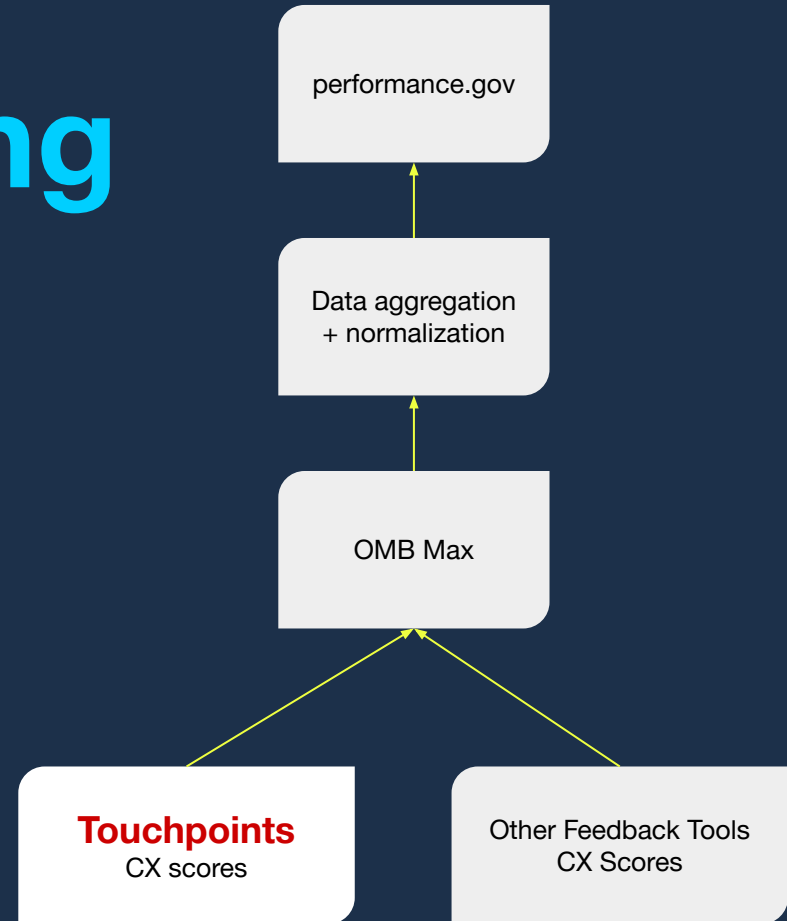 ng
performance.gov
Data aggregation
+ normalization
OMB Max
Touchpoints
CX scores
Other Feedback Tools
CX Scores